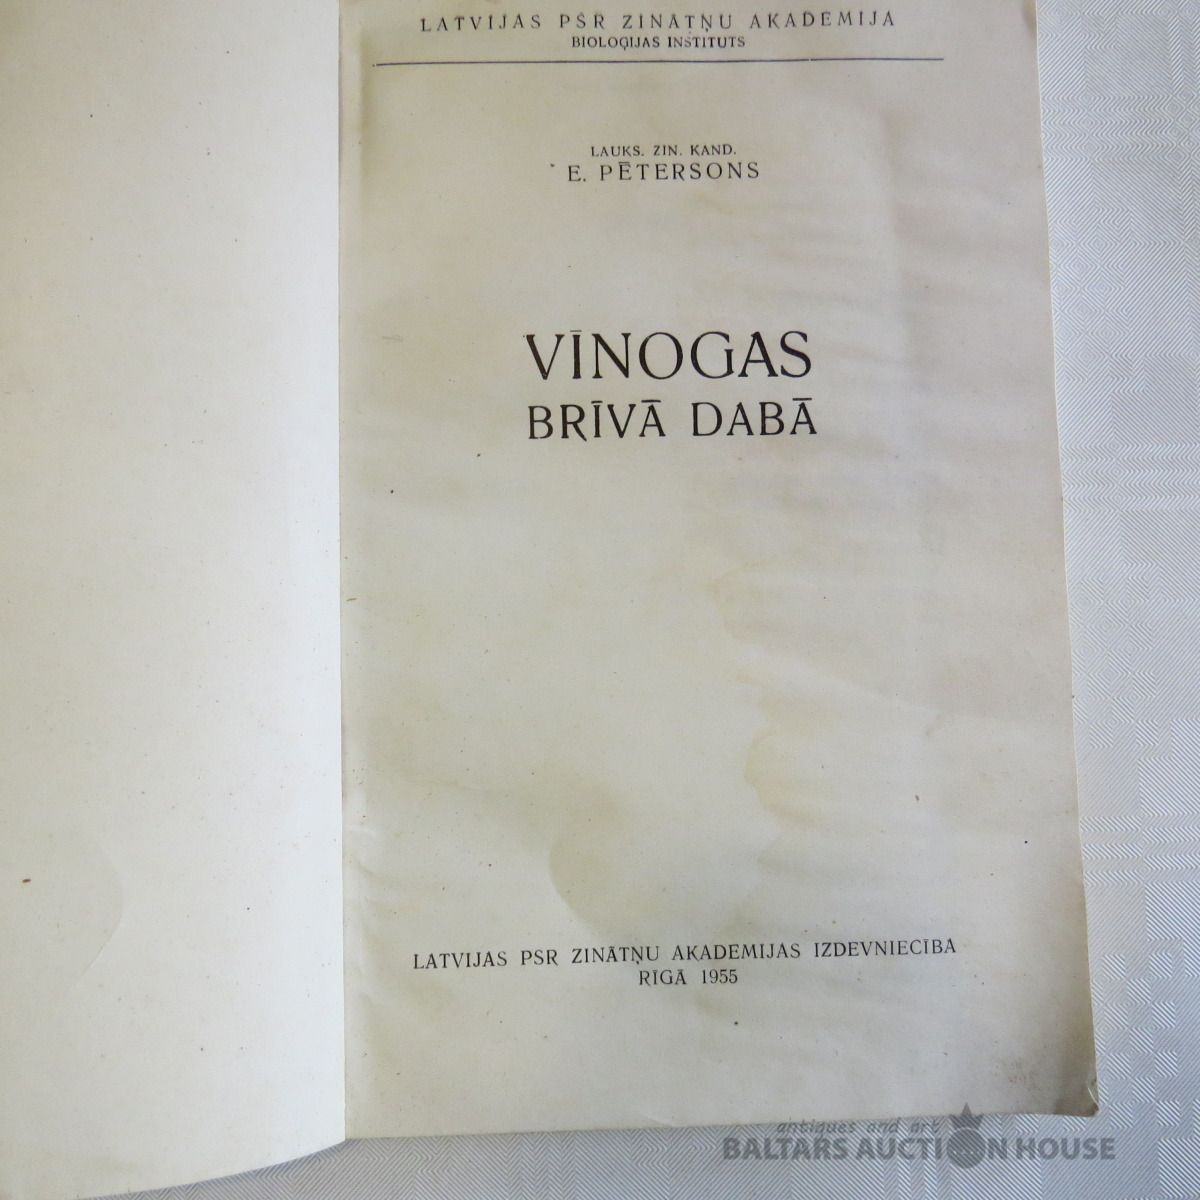 LATVIJAS PSR ZINĀTŅU AKADEMIJA
BIOLOĢIJAS INSTITUTS
LAUKS. ZIN. KAND.
E. PĒTERSONS
VĪNOGAS
BRĪVĀ DABĀ
LATVIJAS PSR ZINĀTŅU AKADEMIJAS IZDEVNIECĪBA
RĪGĀ 1955
antiques and art
BALTARS AUCTION HOUSE